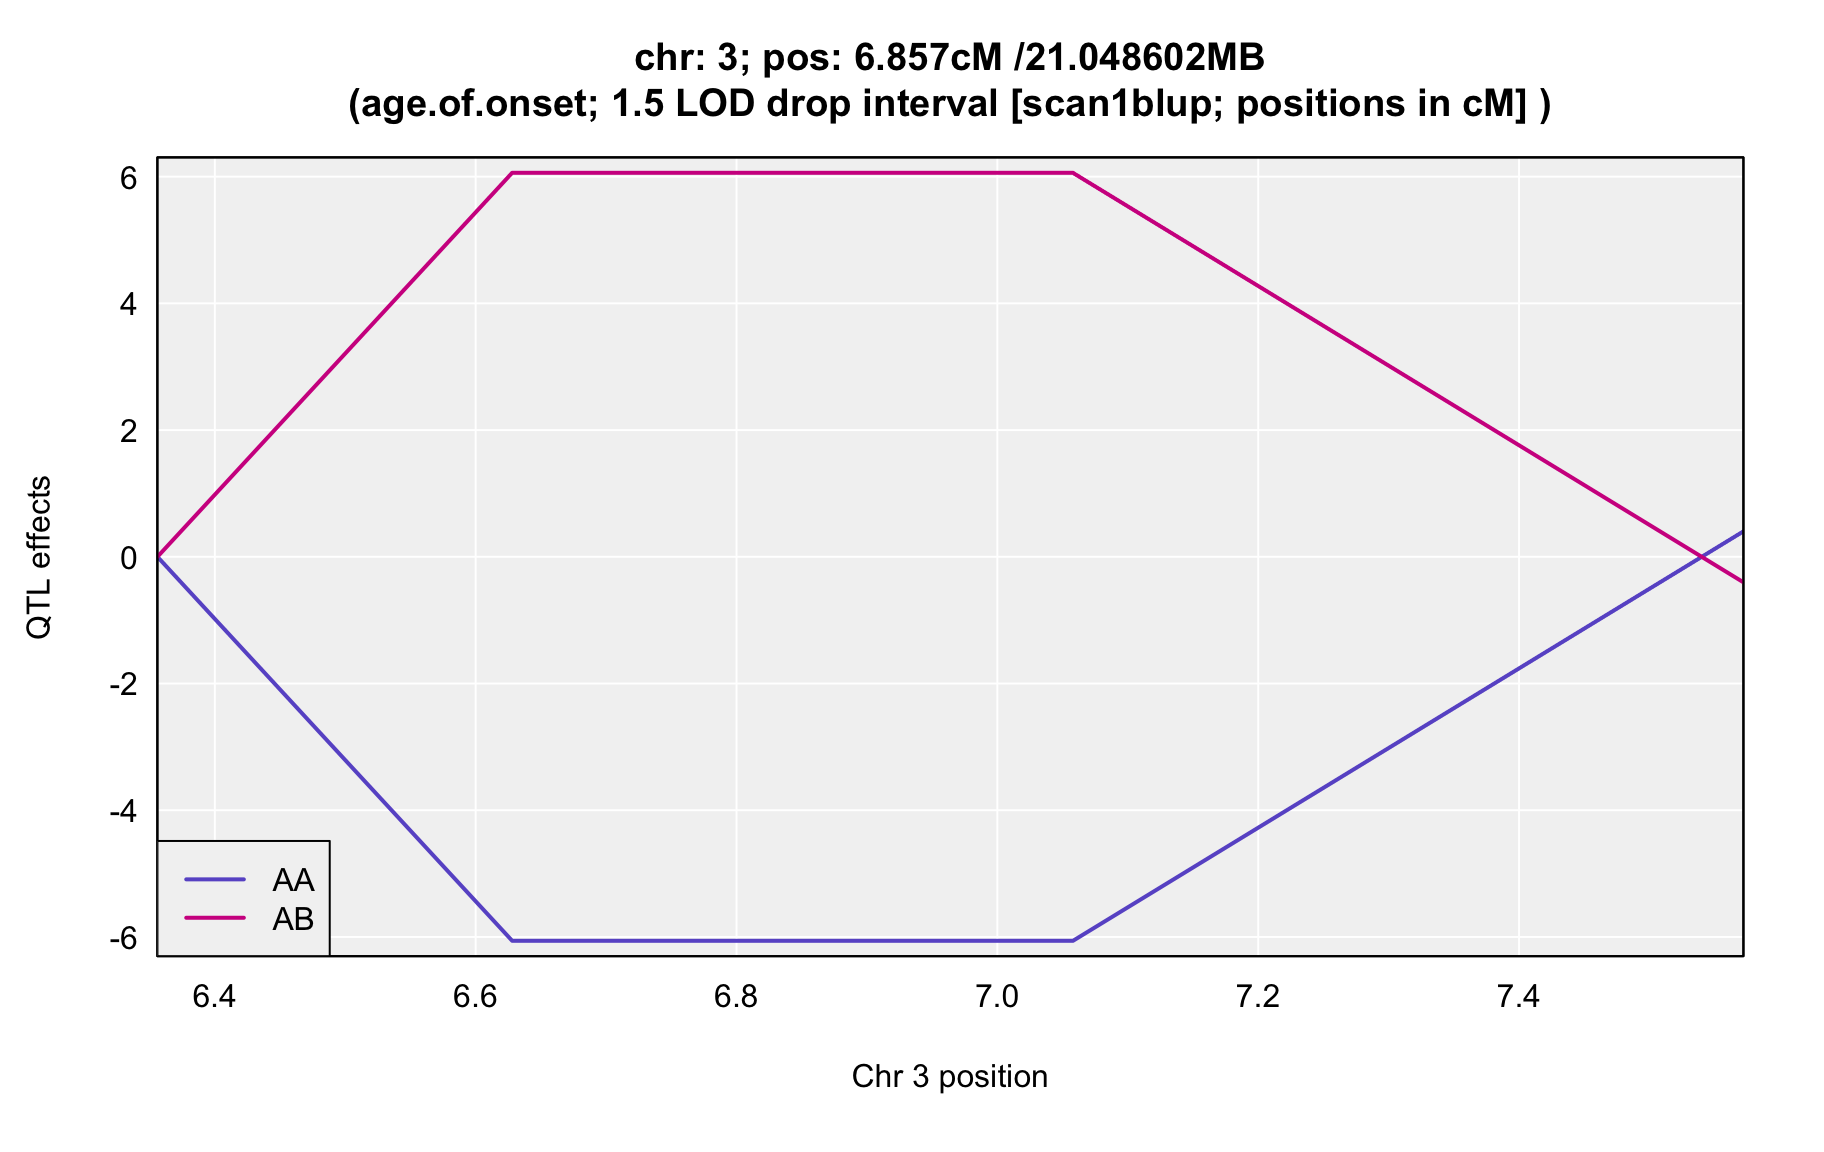 chr: 3; pos: 6.857cM /21.048602MB
(age.of.onset; 1.5 LOD drop interval [scan1blup; positions in cM] )
6
4
2
0
-2
-4
-6
QTL effects
AA
AB
6.4 6.6 6.8 7.0 7.2 7.4
Chr 3 position